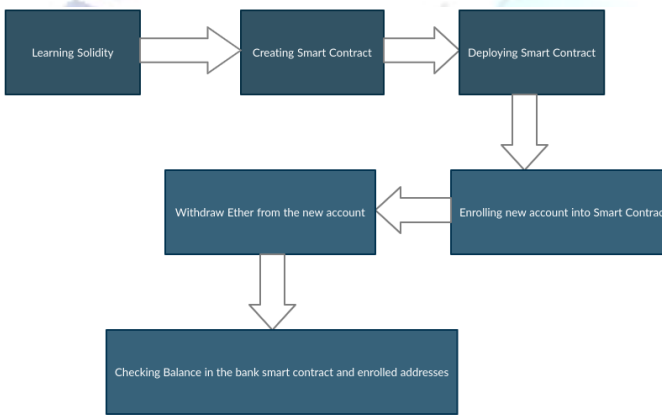 Learning Solidity
Creating Smart Contract
Deploying Smart Contract
Withdraw Ether from the new account
Enrolling new account into Smart Contrac
Checking Balance in the bank smart contract and enrolled addresses